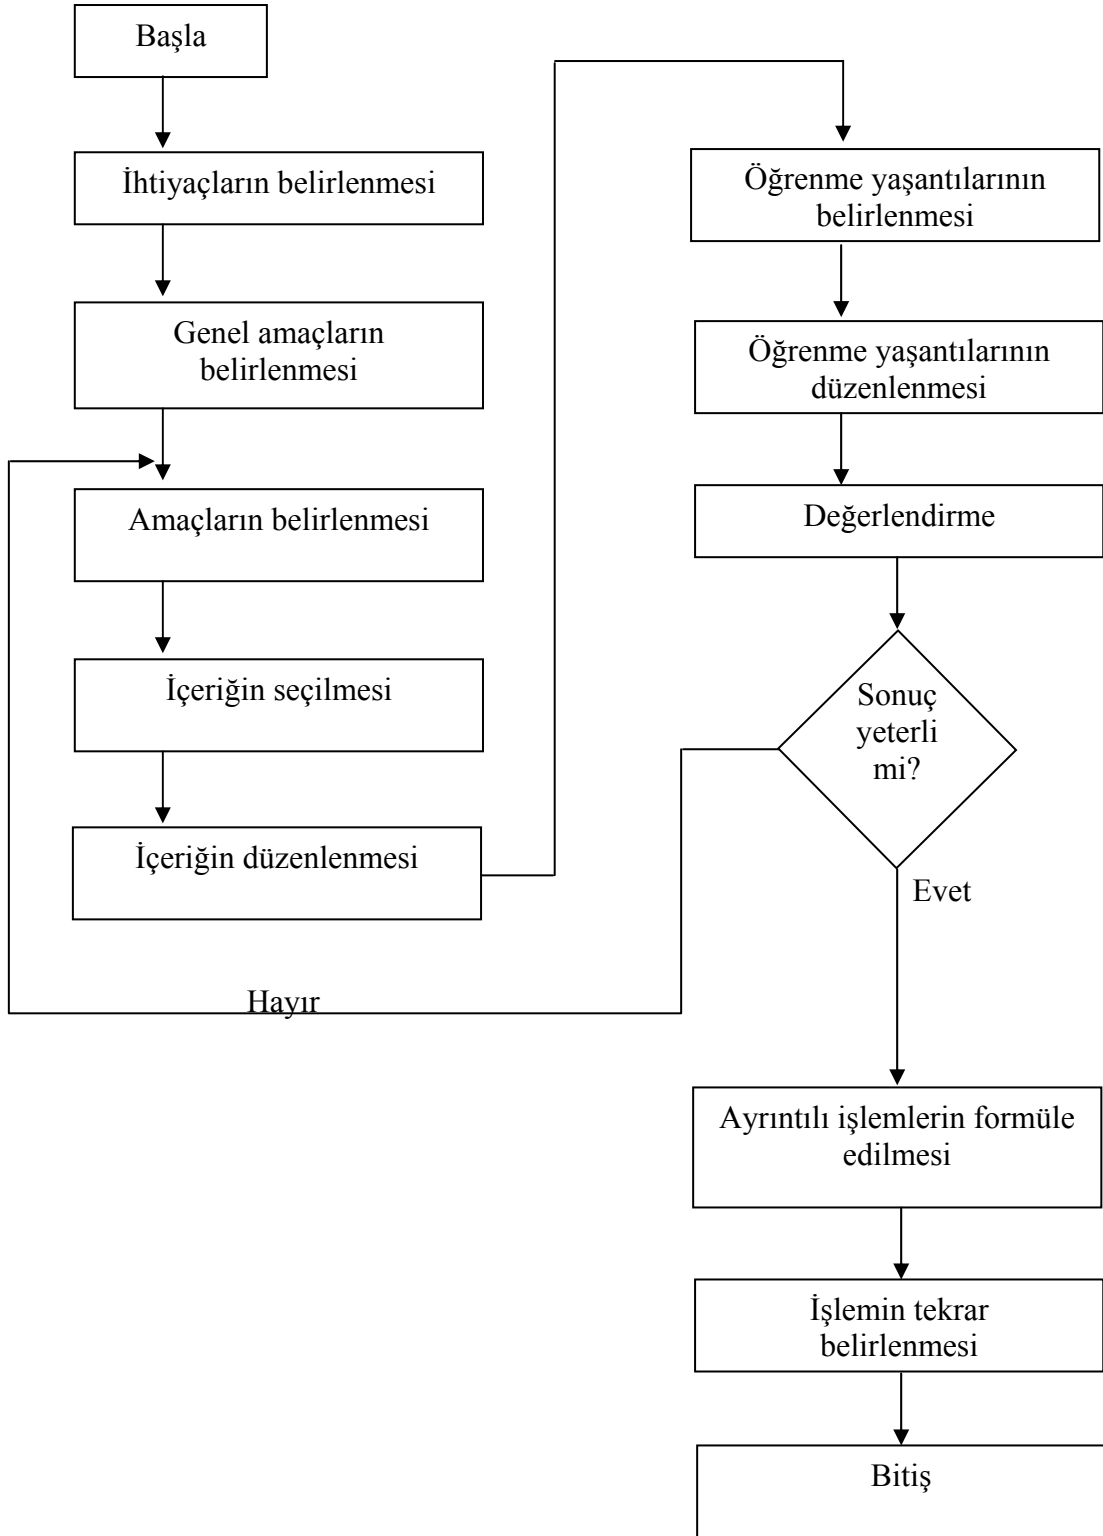 Başla
İhtiyaçların belirlenmesi
Genel amaçların
belirlenmesi
Amaçların belirlenmesi
İçeriğin seçilmesi
İçeriğin düzenlenmesi
Öğrenme yaşantılarının
belirlenmesi
Öğrenme yaşantılarının
düzenlenmesi
Değerlendirme
Sonuç
yeterli
mi?
Evet
Hayır
Ayrıntılı işlemlerin formüle
edilmesi
İşlemin tekrar
belirlenmesi
Bitiş